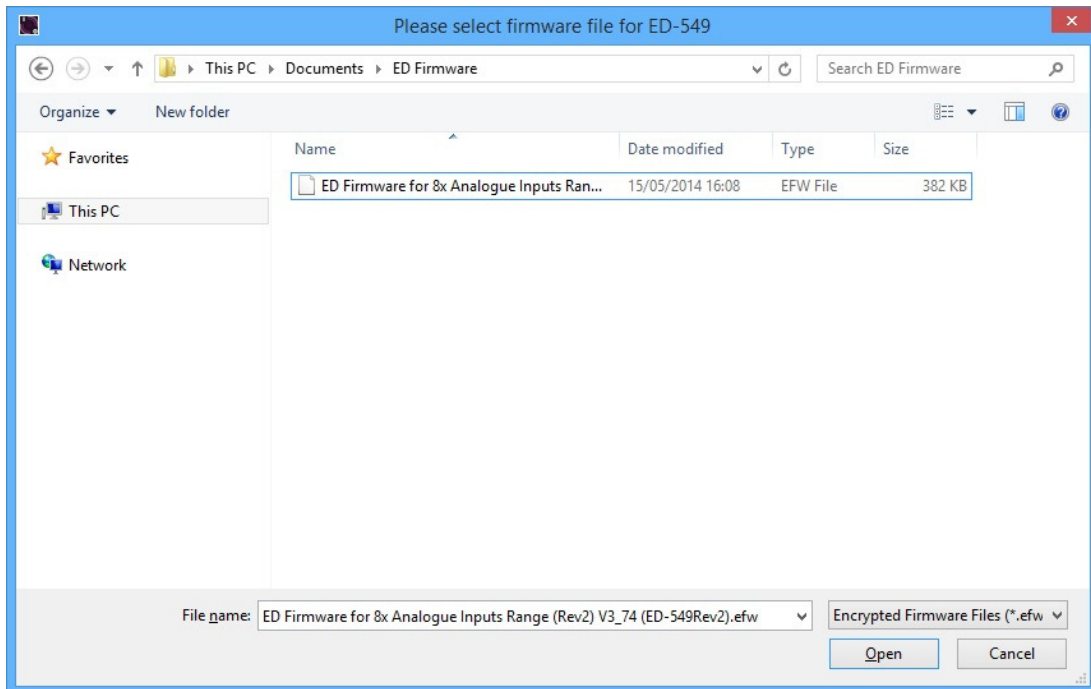 Please select firmware file for ED-549
This PC Documents ED Firmware
Search ED Firmware
Organize New folder
Name Date modified Type Size
Favorites
ED Firmware for 8x Analogue Inputs Ran... 15/05/2014 16:08 EFW File 382 KB
This PC
Network
File name: ED Firmware for 8x Analogue Inputs Range (Rev2) V3_74 (ED-549Rev2).efw Encrypted Firmware Files (*.efw
Open Cancel